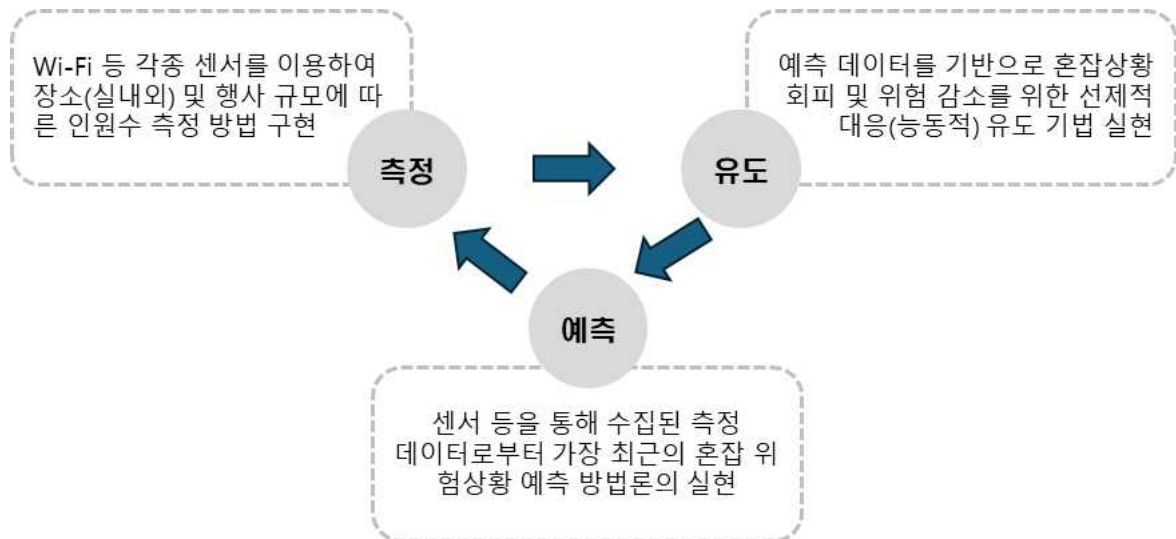 Wi-Fi 등 각종 센서를 이용하여
장소(실내외) 및 행사 규모에 따
른 인원수 측정 방법 구현
측정
예측 데이터를 기반으로 혼잡상황
회피 및 위험 감소를 위한 선제적
대응(능동적) 유도 기법 실현
유도
예측
센서 등을 통해 수집된 측정
데이터로부터 가장 최근의 혼잡 위
험상황 예측 방법론의 실현